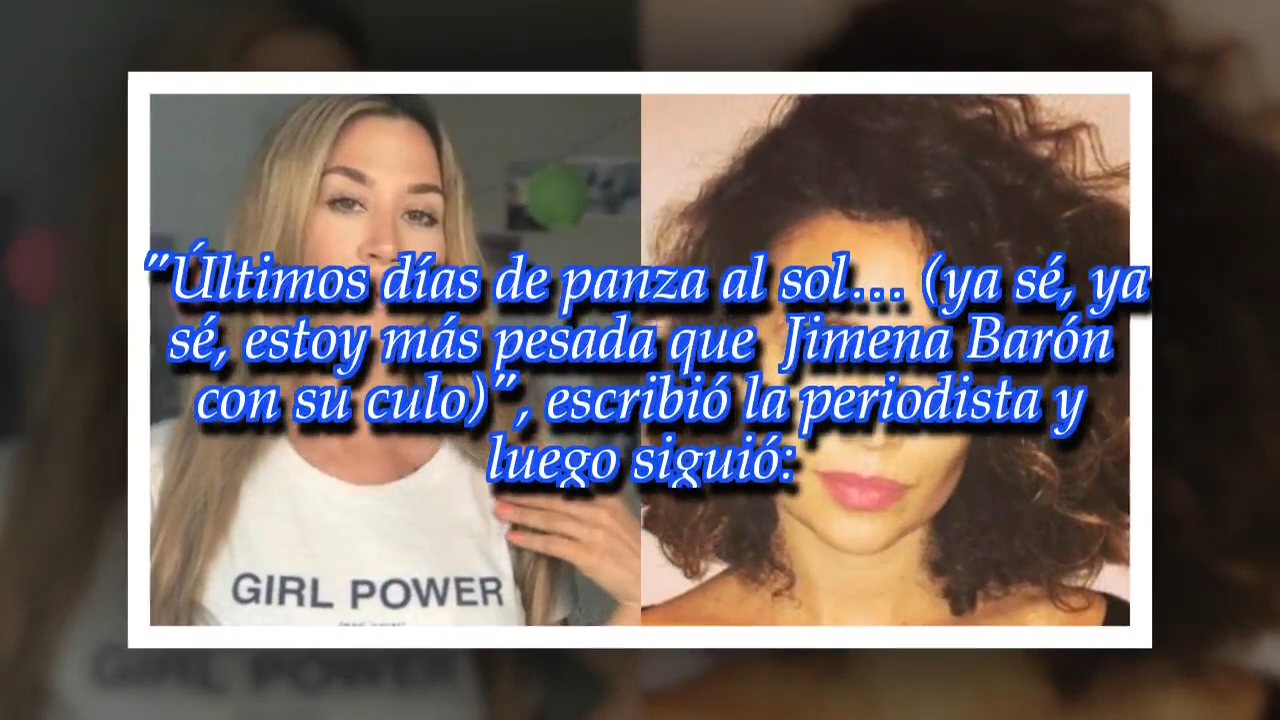 "Últimos días de panza al sol… (ya sé, ya
sé, estoy más pesada que Jimena Barón
con su culo)", escribió la periodista y
luego siguió:
GIRL POWER